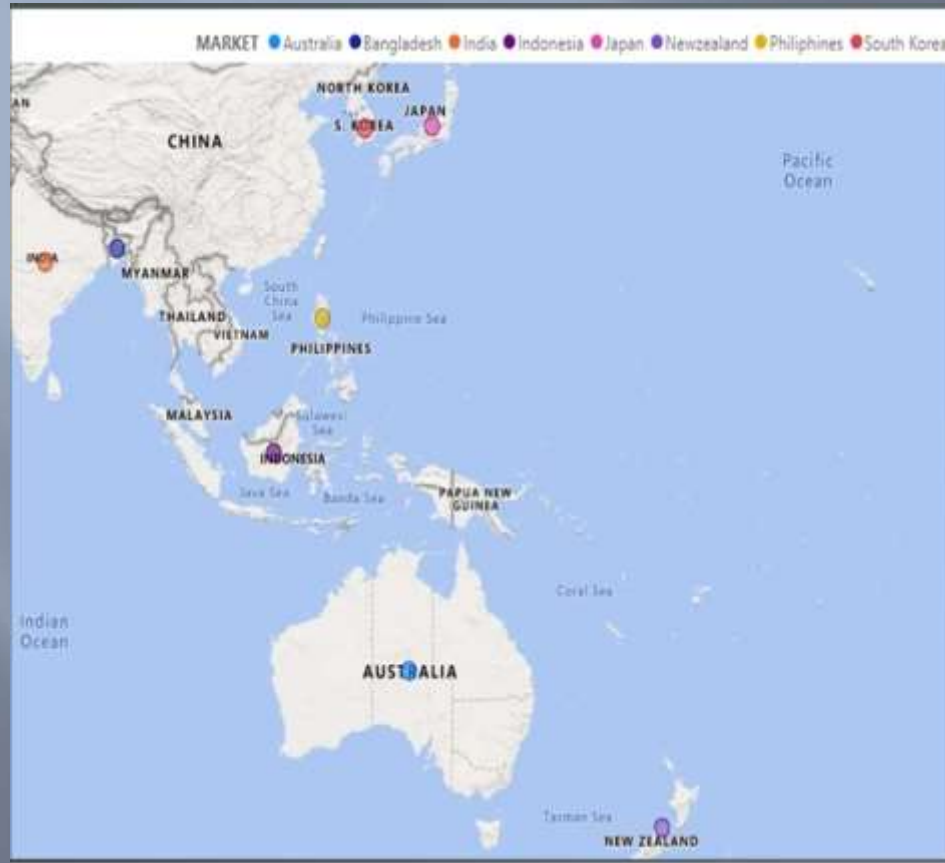 MARKET Australia Bangladesh India Indonesia Japan Newzealand Philiphines South Korea
NORTH KOREA
AN
JAPAN
S. KOREA
CHINA
Pacific
Ocean
INDIA
MYANMAR
South
China
Sea
THAILAND
Philippine Sea
VIETNAM
PHILIPPINES
MALAYSIA
Sulawesi
Sea
INDONESIA
Java Sea
Banda Sea
PAPUA NEW
GUINEA
Coral Sea
Indian
Ocean
AUSTRALIA
Tasman Sea
NEW ZEALAND